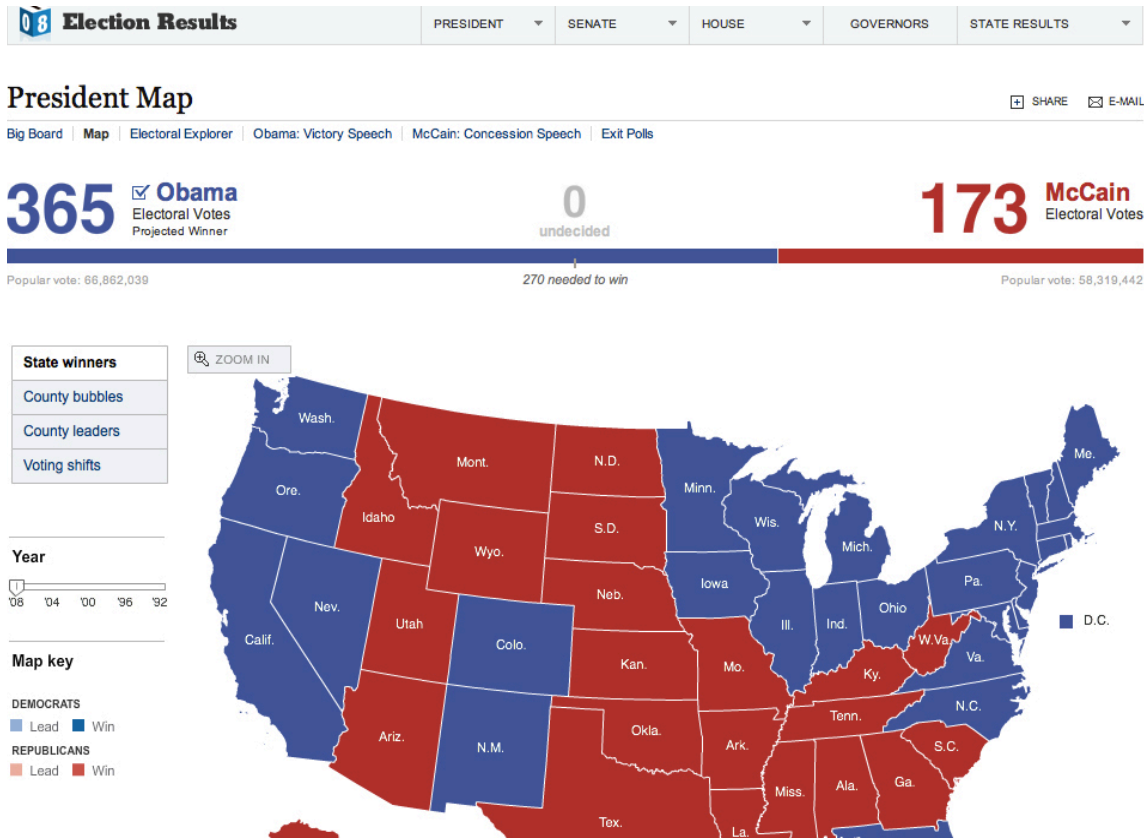 08 Election Results
PRESIDENT SENATE HOUSE GOVERNORS STATE RESULTS
President Map
SHARE E-MAIL
Big Board Map Electoral Explorer Obama: Victory Speech McCain: Concession Speech Exit Polls
365 Obama
Electoral Votes
Projected Winner
0
undecided
173 McCain
Electoral Votes
Popular vote: 66,862,039
270 needed to win
Popular vote: 58,319,442
State winners
County bubbles
County leaders
Voting shifts
ZOOM IN
Year
'08 '04 '00 '96 '92
Map key
DEMOCRATS
Lead Win
REPUBLICANS
Lead Win
Wash.
Me.
Mont.
N.D.
Ore.
Minn.
Idaho
S.D.
Wis.
N.Y.
Wyo.
Mich.
Iowa
Pa.
Neb.
Nev.
Ohio
Utah
Ill.
Ind.
D.C.
Calif.
Colo.
W.Va.
Kan.
Mo.
Va.
Ky.
N.C.
Tenn.
Okla.
Ariz.
N.M.
Ark.
S.C.
Miss.
Ala.
Ga.
Tex.
La.